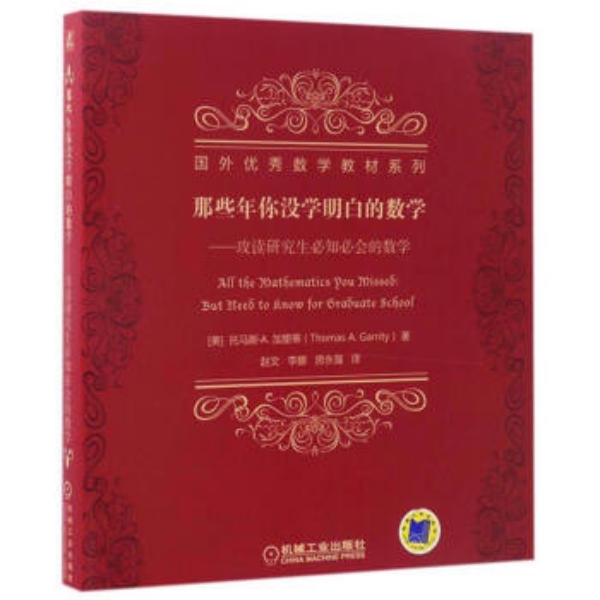 国外优秀数学教材系列
那些年你没学明白的数学
——攻读研究生必知必会的数学
All the Mathematics You Missed:
But Need to Know for Graduate School
[美] 托马斯·A. 加里蒂 ( Thomas A. Garrity ) 著
赵文 李娜 房永强 译
机械工业出版社
CHINA MACHINE PRESS